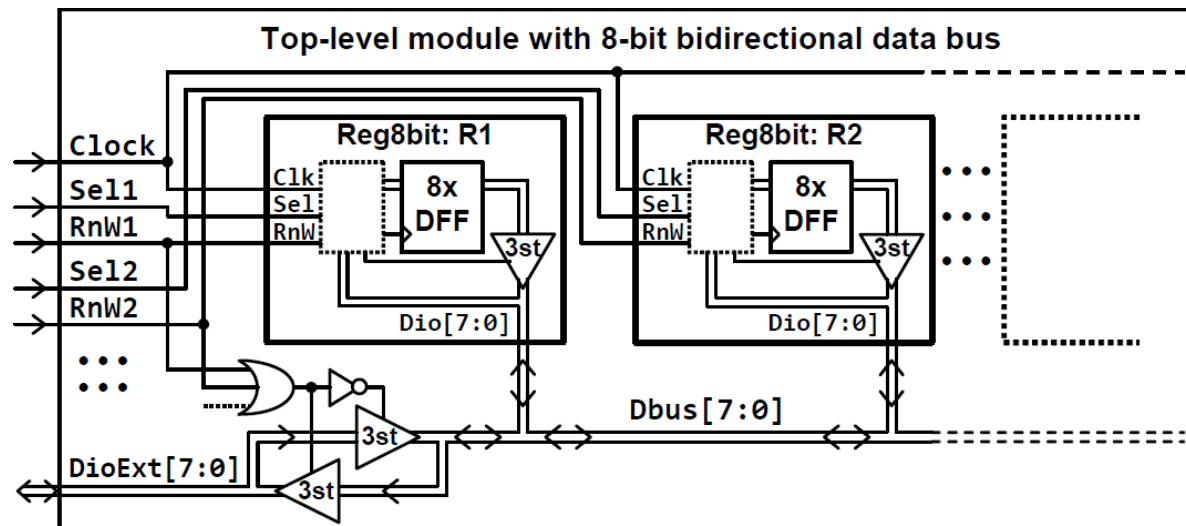 Top-level module with 8-bit bidirectional data bus
Clock
Sel1
RnW1
Sel2
RnW2
Reg8bit: R1
Clk
Sel
RnW
8x
DFF
3st
Dio[7:0]
Reg8bit: R2
Clk
Sel
RnW
8x
DFF
3st
Dio[7:0]
Dbus[7:0]
3st
DioExt[7:0]
3st